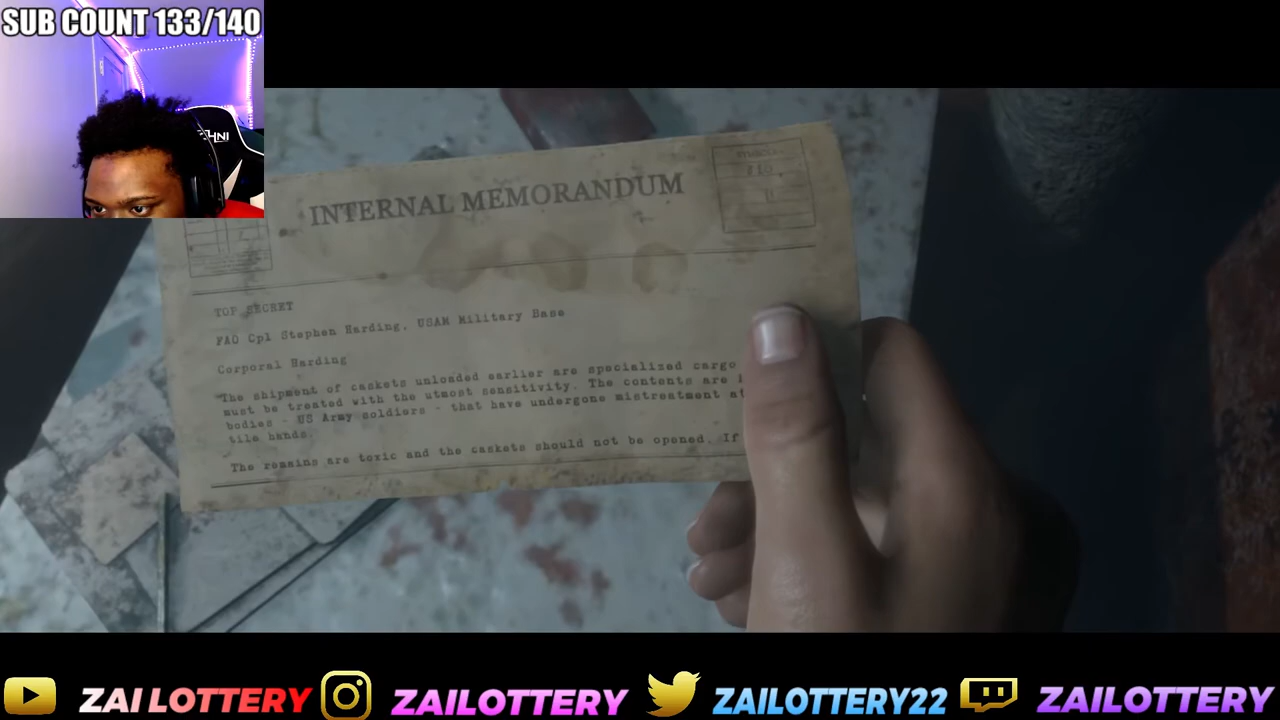 SUB COUNT 133/140
HNI
INTERNAL MEMORANDUM
TOP SECRET
FAO Cpl Stephen Harding, USAM Military Base
Corporal Harding
The shipment of caskets unloaded earlier are specialized cargo
must be treated with the utmost sensitivity. The contents are
bodies - US Army soldiers - that have undergone mistreatment at
tile hands.
The remains are toxic and the caskets should not be opened. If
ZAI LOTTERY
ZAILOTTERY
ZAILOTTERY22
ZAILOTTERY